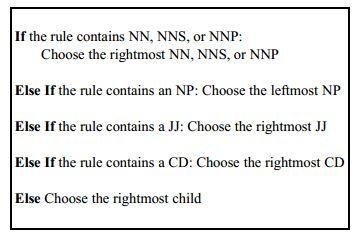 If the rule contains NN, NNS, or NNP:
Choose the rightmost NN, NNS, or NNP
Else If the rule contains an NP: Choose the leftmost NP
Else If the rule contains a JJ: Choose the rightmost JJ
Else If the rule contains a CD: Choose the rightmost CD
Else Choose the rightmost child